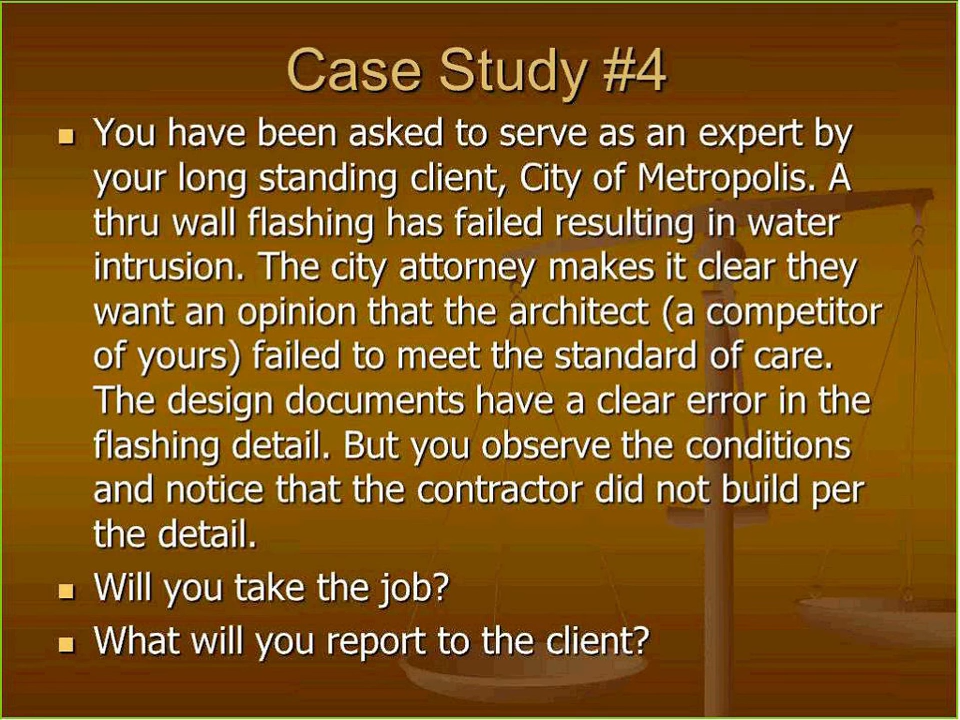 Case Study #4
You have been asked to serve as an expert by
your long standing client, City of Metropolis. A
thru wall flashing has failed resulting in water
intrusion. The city attorney makes it clear they
want an opinion that the architect (a competitor
of yours) failed to meet the standard of care.
The design documents have a clear error in the
flashing detail. But you observe the conditions
and notice that the contractor did not build per
the detail.
Will you take the job?
What will you report to the client?